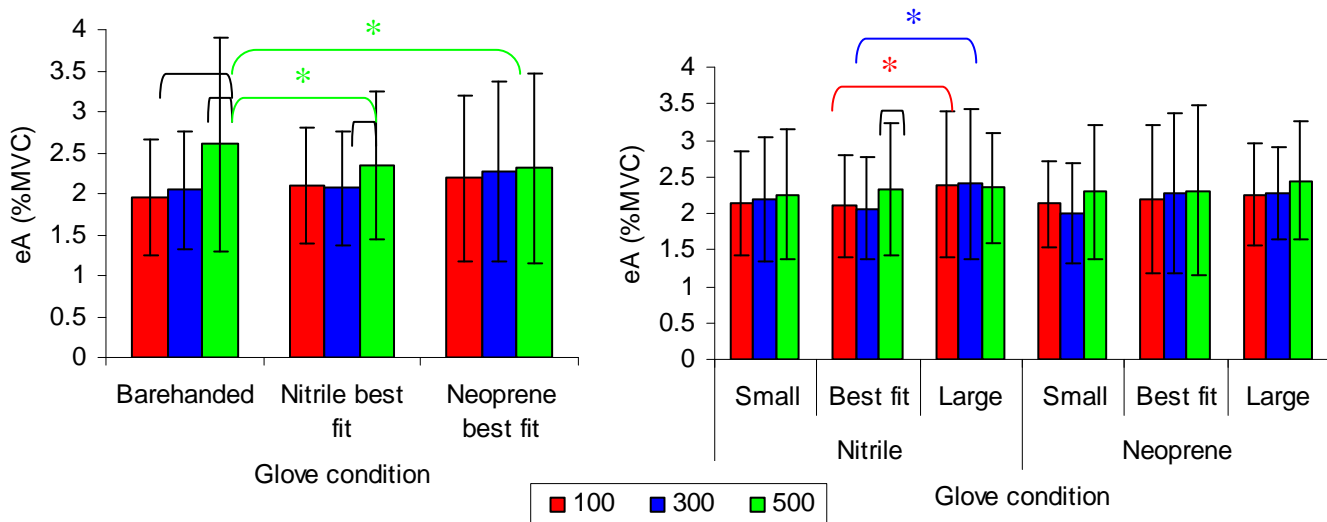 *
*
eA (%MVC)
4
3.5
3
2.5
2
1.5
1
0.5
0
Barehanded Nitrile best fit Neoprene best fit
Glove condition
*
*
eA (%MVC)
4
3.5
3
2.5
2
1.5
1
0.5
0
Small Best fit Large Small Best fit Large
Nitrile Neoprene
Glove condition
100 300 500